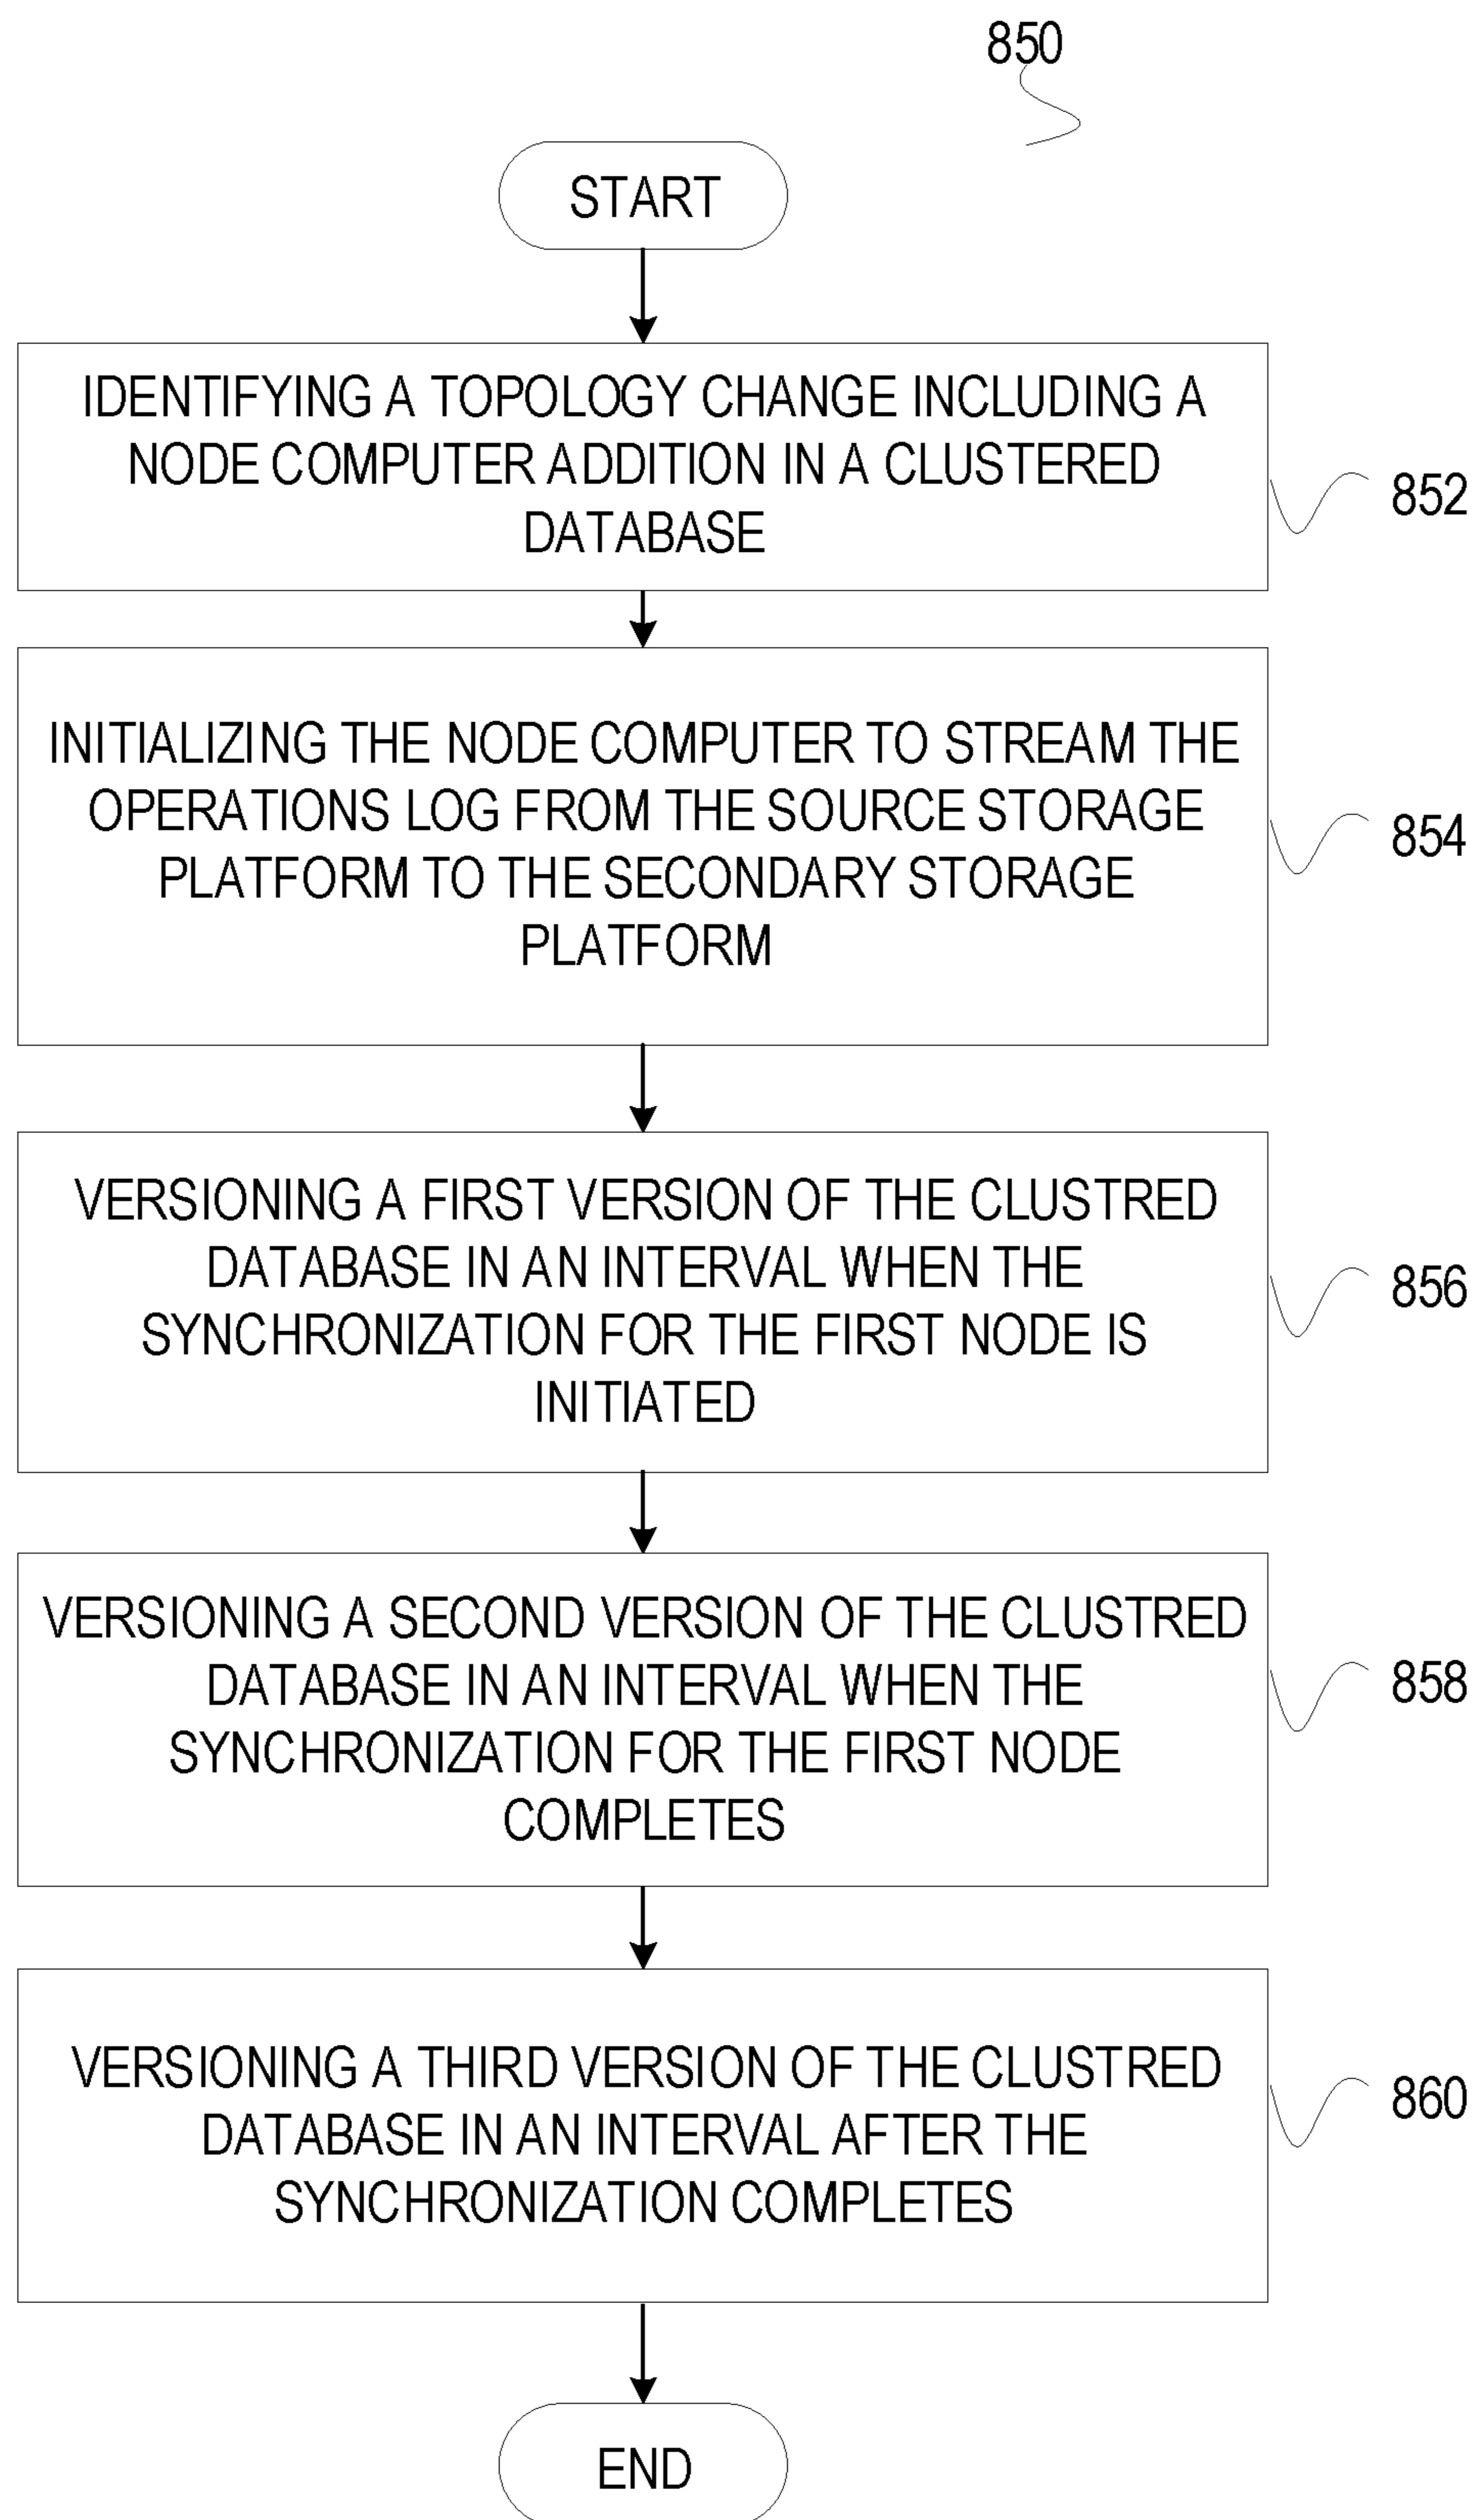 850
START
IDENTIFYING A TOPOLOGY CHANGE INCLUDING A
NODE COMPUTER ADDITION IN A CLUSTERED
DATABASE
852
INITIALIZING THE NODE COMPUTER TO STREAM THE
OPERATIONS LOG FROM THE SOURCE STORAGE
PLATFORM TO THE SECONDARY STORAGE
PLATFORM
854
VERSIONING A FIRST VERSION OF THE CLUSTRED
DATABASE IN AN INTERVAL WHEN THE
SYNCHRONIZATION FOR THE FIRST NODE IS
INITIATED
856
VERSIONING A SECOND VERSION OF THE CLUSTRED
DATABASE IN AN INTERVAL WHEN THE
SYNCHRONIZATION FOR THE FIRST NODE
COMPLETES
858
VERSIONING A THIRD VERSION OF THE CLUSTRED
DATABASE IN AN INTERVAL AFTER THE
SYNCHRONIZATION COMPLETES
860
END